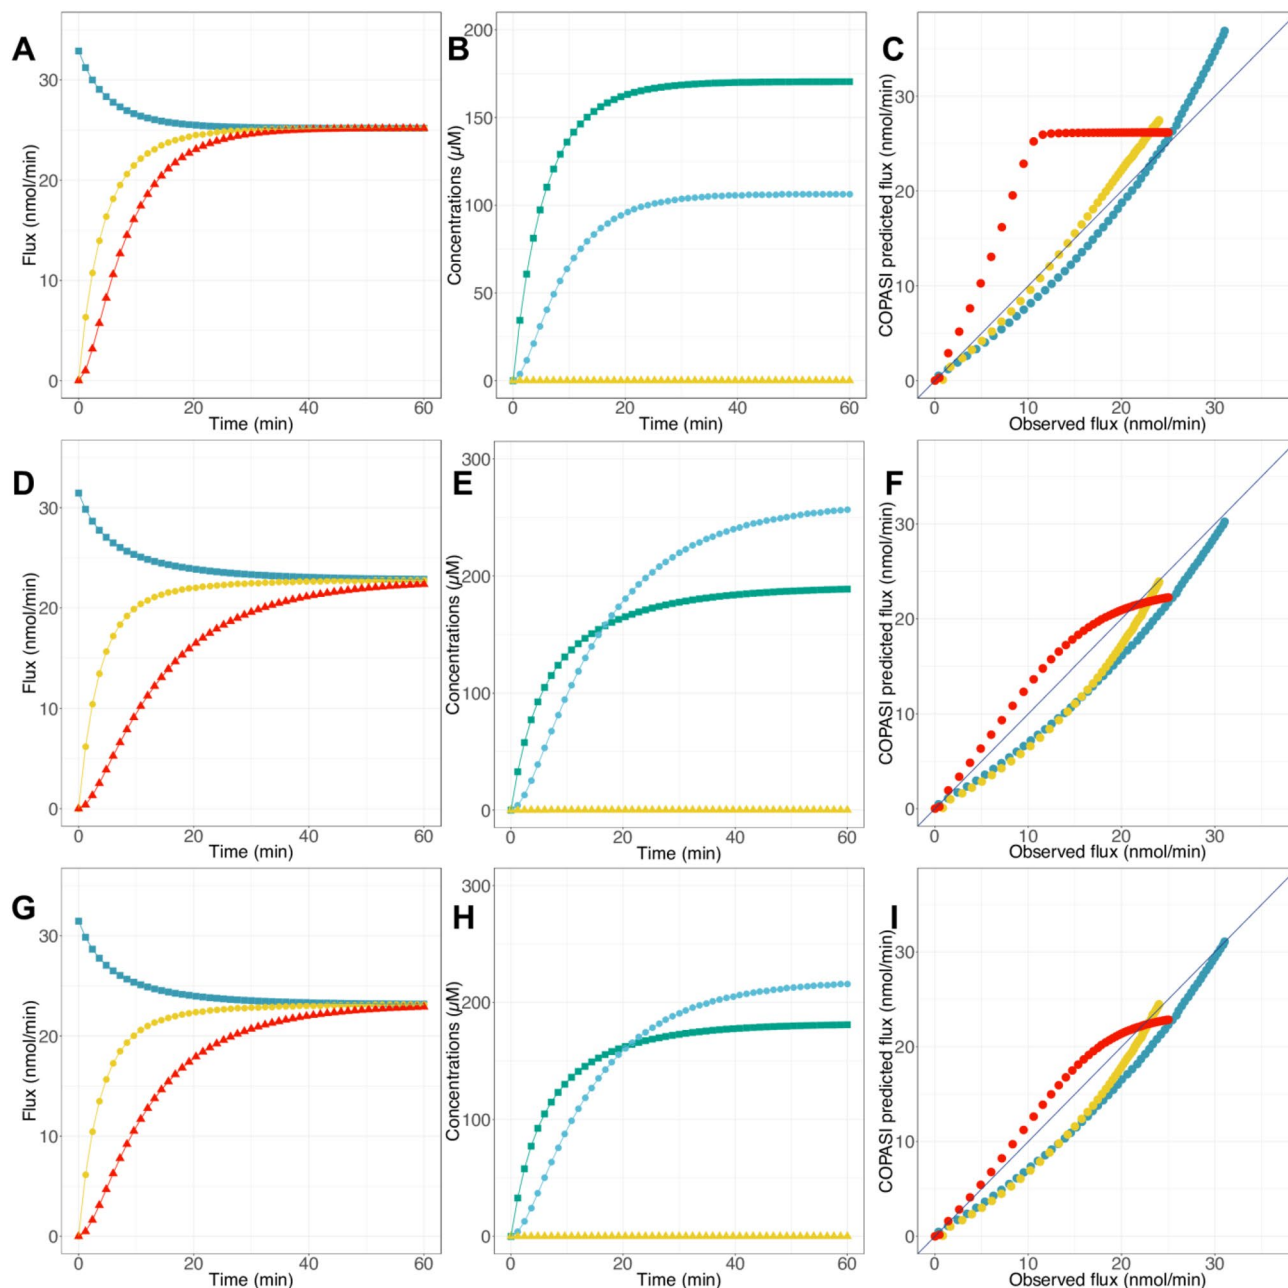 A
Flux (nmol/min)
30
20
10
0
0 20 40 60
Time (min)
B
Concentrations (µM)
200
150
100
50
0
0 20 40 60
Time (min)
C
COPASI predicted flux (nmol/min)
30
20
10
0
0 10 20 30
Observed flux (nmol/min)
D
Flux (nmol/min)
30
20
10
0
0 20 40 60
Time (min)
E
Concentrations (µM)
300
200
100
0
0 20 40 60
Time (min)
F
COPASI predicted flux (nmol/min)
30
20
10
0
0 10 20 30
Observed flux (nmol/min)
G
Flux (nmol/min)
30
20
10
0
0 20 40 60
Time (min)
H
Concentrations (µM)
300
200
100
0
0 20 40 60
Time (min)
I
COPASI predicted flux (nmol/min)
30
20
10
0
0 10 20 30
Observed flux (nmol/min)